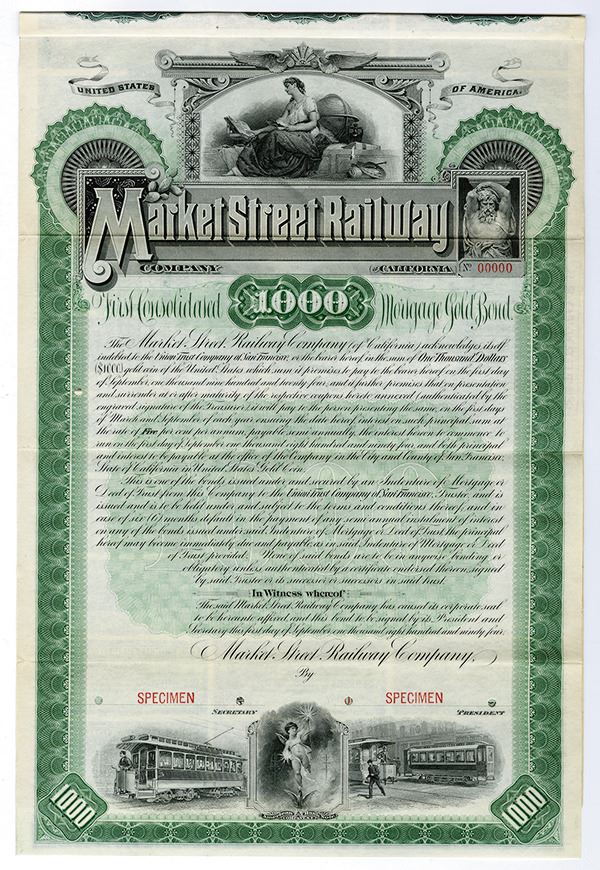 UNITED STATES OF AMERICA.
Market Street Railway
COMPANY OF CALIFORNIA No 00000
First Consolidated 1000 Mortgage Gold Bond
The Market Street Railway Company (of California) acknowledges itself
indebted to the Union Trust Company of San Francisco, or the bearer hereof, in the sum of One Thousand Dollars
($1000) gold coin of the United States, which sum it promises to pay to the bearer hereof on the first day
of September, one thousand nine hundred and twenty four, and it further promises that on presentation
and surrender at or after maturity of the respective coupons hereto annexed (authenticated by the
engraved signature of the Treasurer) it will pay to the person presenting the same, on the first days
of March and September of each year ensuing the date hereof, interest on such principal sum at
the rate of Five per cent per annum, payable semi annually, the interest hereon to commence to
run on the first day of September, one thousand eight hundred and ninety four, and both principal
and interest to be payable at the office of the Company in the City and County of San Francisco,
State of California in United States Gold Coin.
This is one of the bonds issued under and secured by an Indenture of Mortgage or
Deed of Trust from this Company to the Union Trust Company of San Francisco, Trustee, and is
issued and is to be held under and subject to the terms and conditions thereof, and in
case of six (6) months default in the payment of any semi annual instalment of interest
on any of the bonds issued under said Indenture of Mortgage or Deed of Trust the principal
hereof may become immediately due and payable, as in said Indenture of Mortgage or Deed
of Trust provided. None of said bonds are to be in anywise binding or
obligatory unless authenticated by a certificate endorsed thereon, signed
by said Trustee or its successor or successors in said trust.
In Witness whereof:
The said Market Street Railway Company has caused its corporate seal
to be hereunto affixed, and this bond to be signed by its President and
Secretary this first day of September, one thousand eight hundred and ninety four.
Market Street Railway Company,
By
SPECIMEN SPECIMEN
SECRETARY PRESIDENT
1000 1000